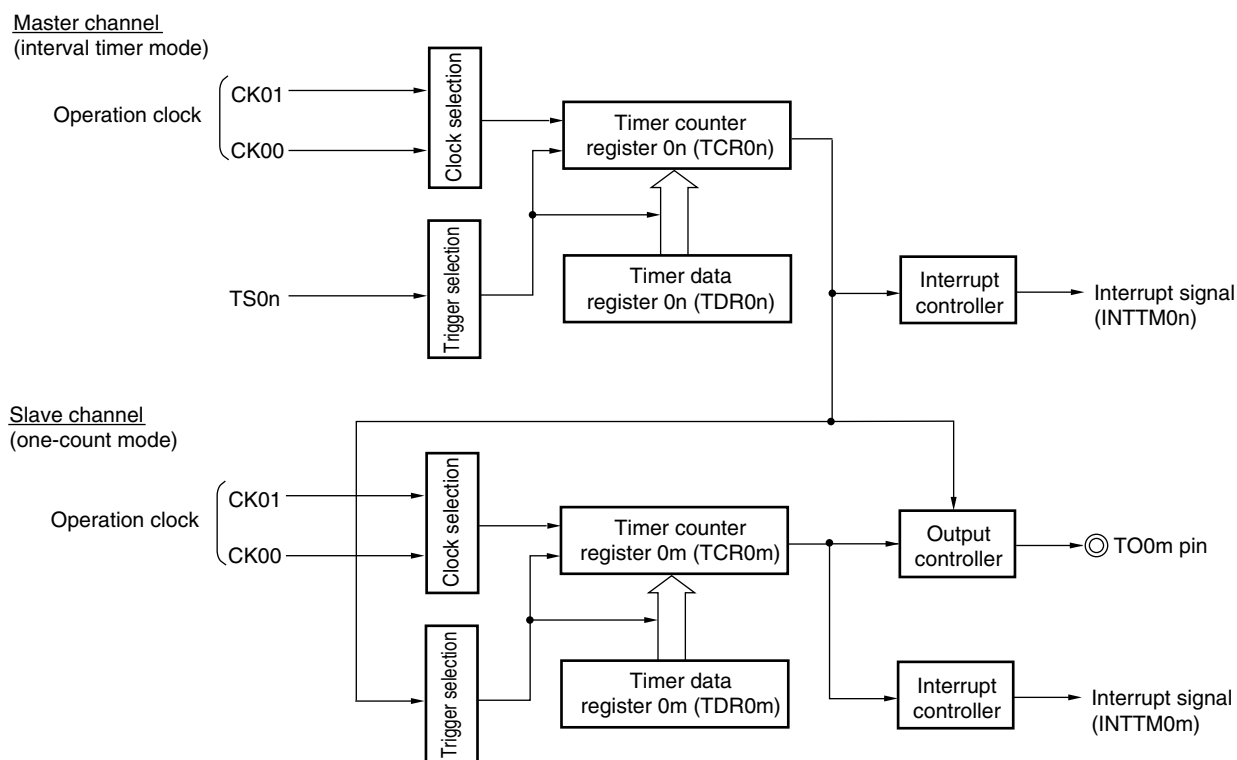 Master channel
(interval timer mode)
Operation clock
CK01
CK00
Clock selection
Timer counter
register 0n (TCR0n)
TS0n
Trigger selection
Timer data
register 0n (TDR0n)
Interrupt
controller
Interrupt signal
(INTTM0n)
Slave channel
(one-count mode)
Operation clock
CK01
CK00
Clock selection
Timer counter
register 0m (TCR0m)
Output
controller
TO0m pin
Trigger selection
Timer data
register 0m (TDR0m)
Interrupt
controller
Interrupt signal
(INTTM0m)